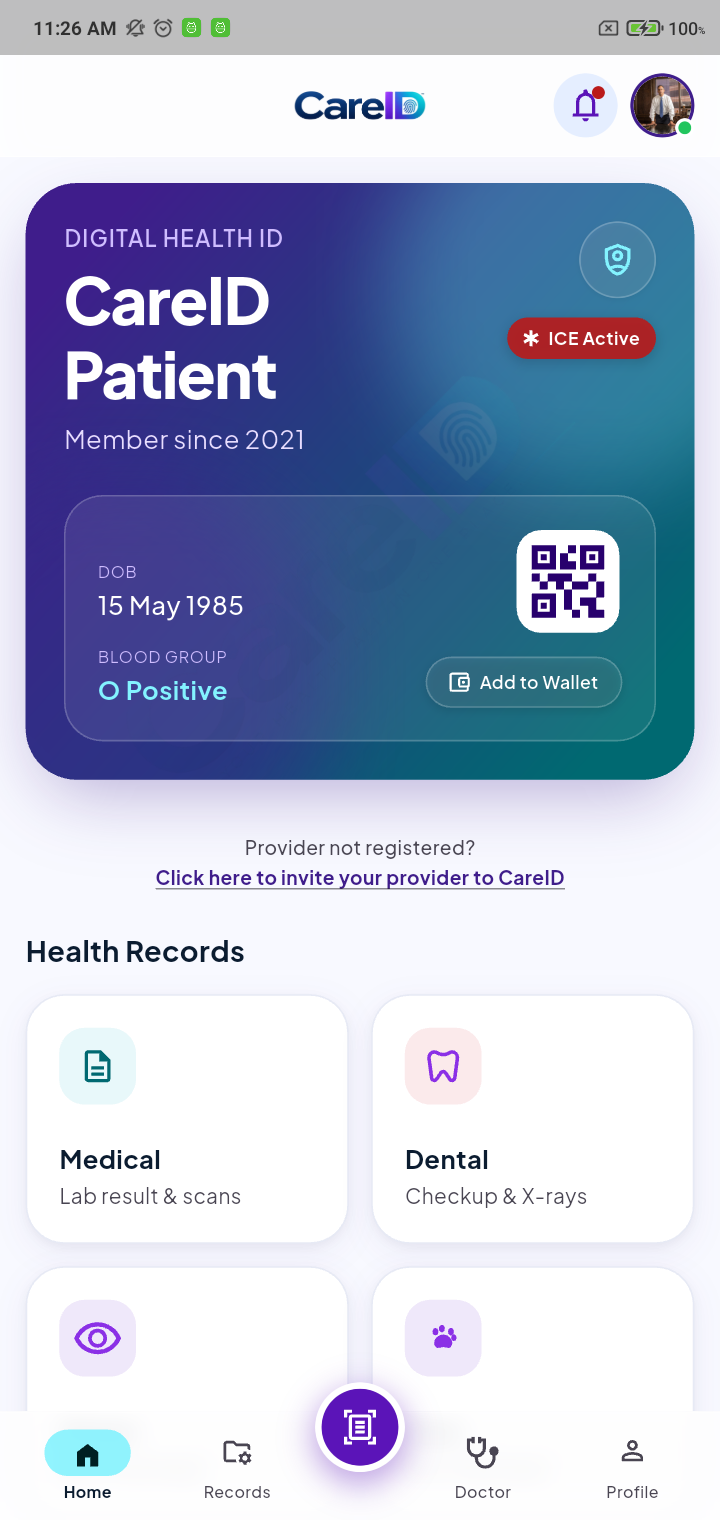 11:26 AM
100%
CareID
DIGITAL HEALTH ID
CareID
Patient
Member since 2021
ICE Active
DOB
15 May 1985
BLOOD GROUP
O Positive
Add to Wallet
Provider not registered?
Click here to invite your provider to CareID
Health Records
Medical
Lab result & scans
Dental
Checkup & X-rays
Home
Records
Doctor
Profile